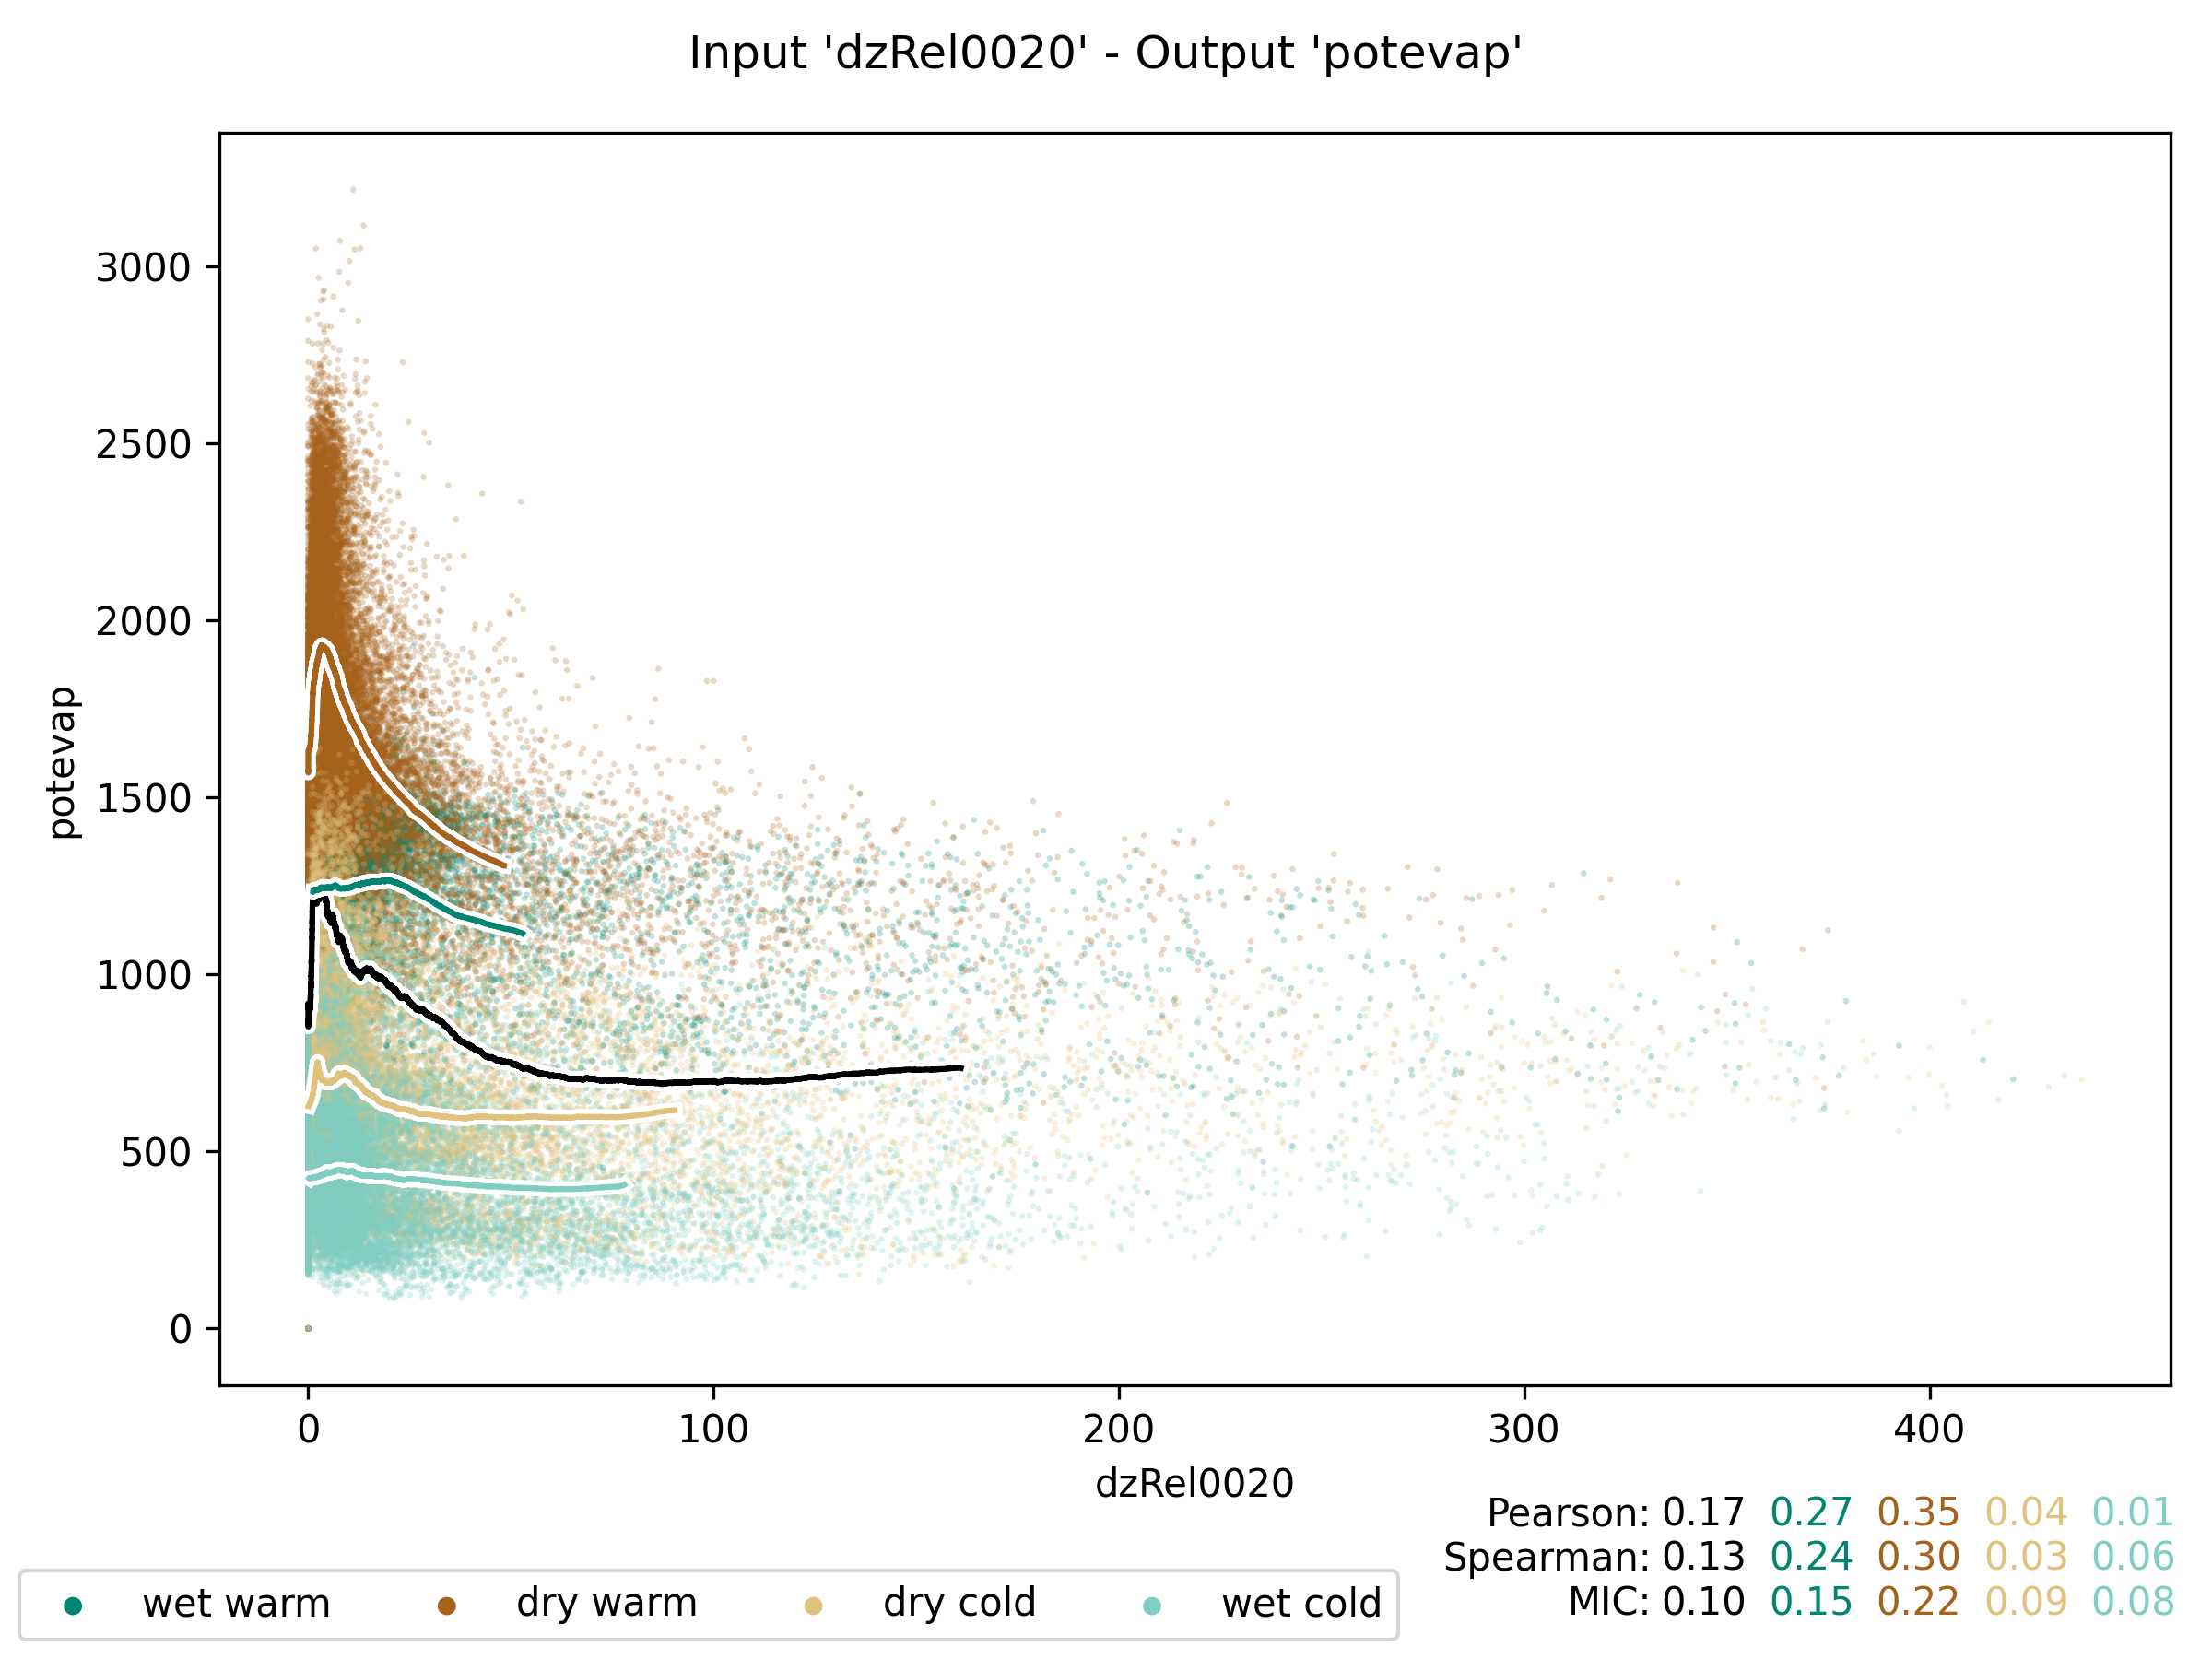 Input 'dzRel0020' - Output 'potevap'
3000
2500
2000
1500
1000
500
0
potevap
0 100 200 300 400
dzRel0020
Pearson: 0.17 0.27 0.35 0.04 0.01
Spearman: 0.13 0.24 0.30 0.03 0.06
MIC: 0.10 0.15 0.22 0.09 0.08
wet warm dry warm dry cold wet cold